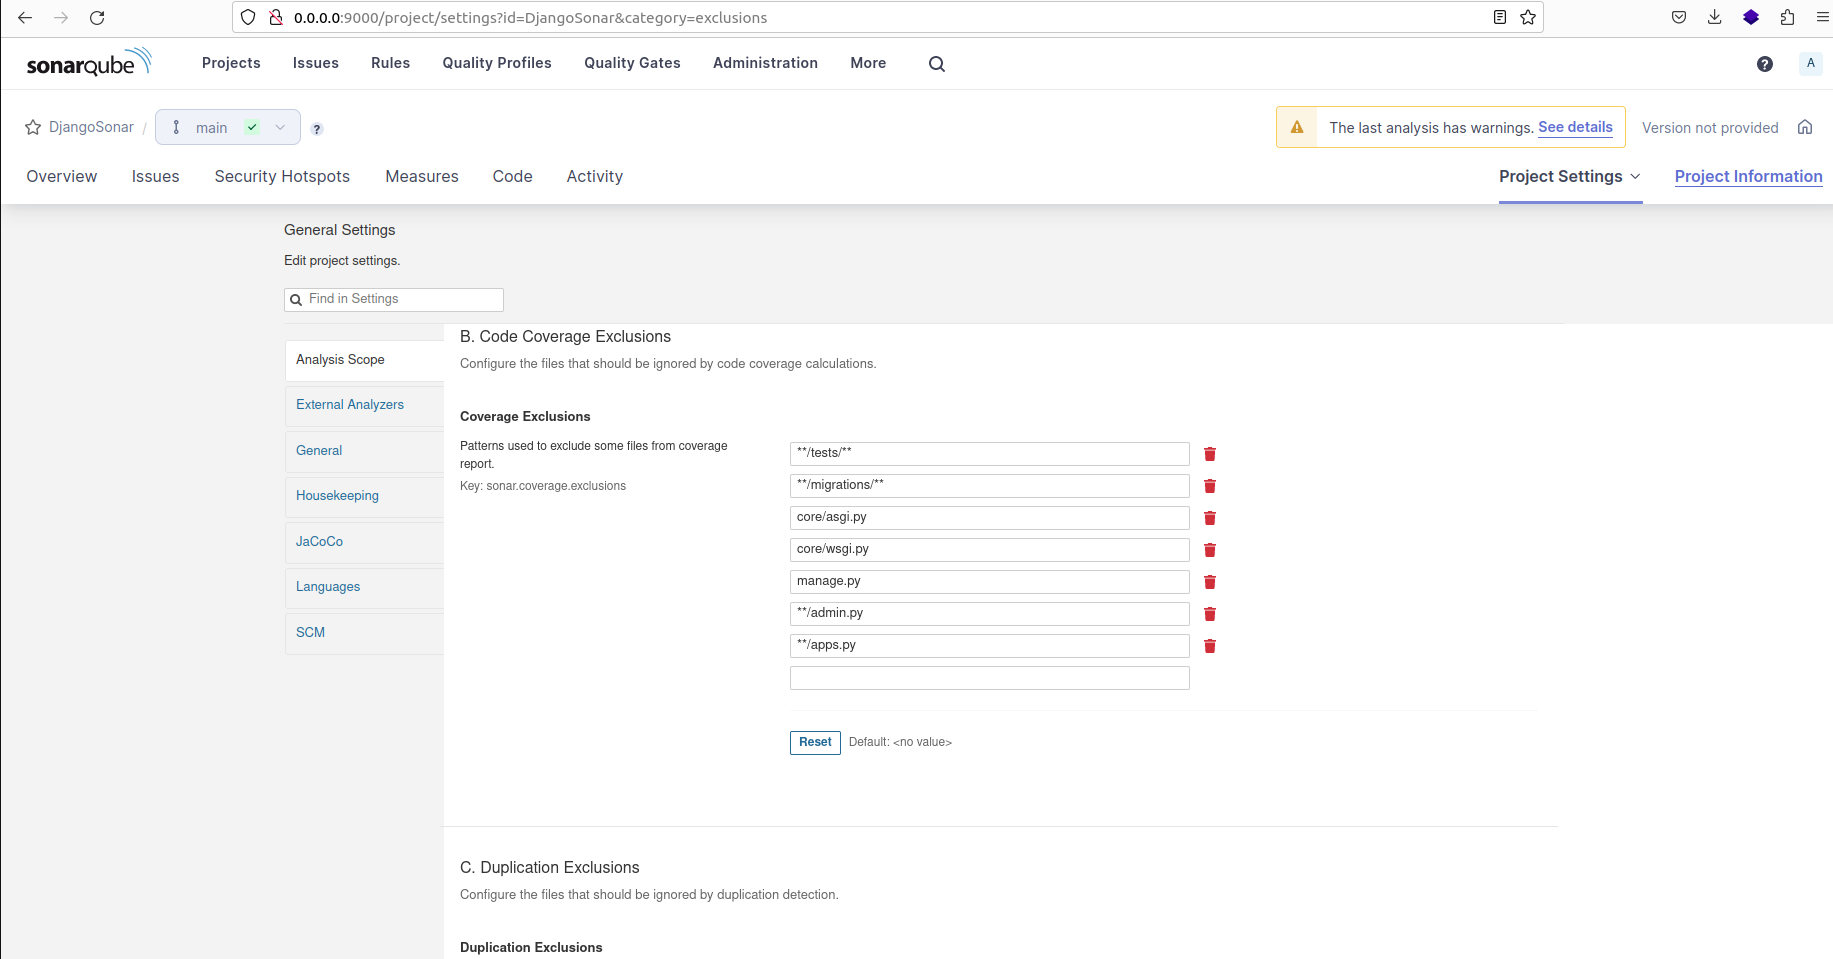 0.0.0.0:9000/project/settings?id=DjangoSonar&category=exclusions
sonarqube Projects Issues Rules Quality Profiles Quality Gates Administration More ? A
DjangoSonar / main ? The last analysis has warnings. See details Version not provided
Overview Issues Security Hotspots Measures Code Activity Project Settings Project Information
General Settings
Edit project settings.
Find in Settings
Analysis Scope
External Analyzers
General
Housekeeping
JaCoCo
Languages
SCM
B. Code Coverage Exclusions
Configure the files that should be ignored by code coverage calculations.
Coverage Exclusions
Patterns used to exclude some files from coverage
report.
Key: sonar.coverage.exclusions
**/tests/**
**/migrations/**
core/asgi.py
core/wsgi.py
manage.py
**/admin.py
**/apps.py
Reset Default: <no value>
C. Duplication Exclusions
Configure the files that should be ignored by duplication detection.
Duplication Exclusions